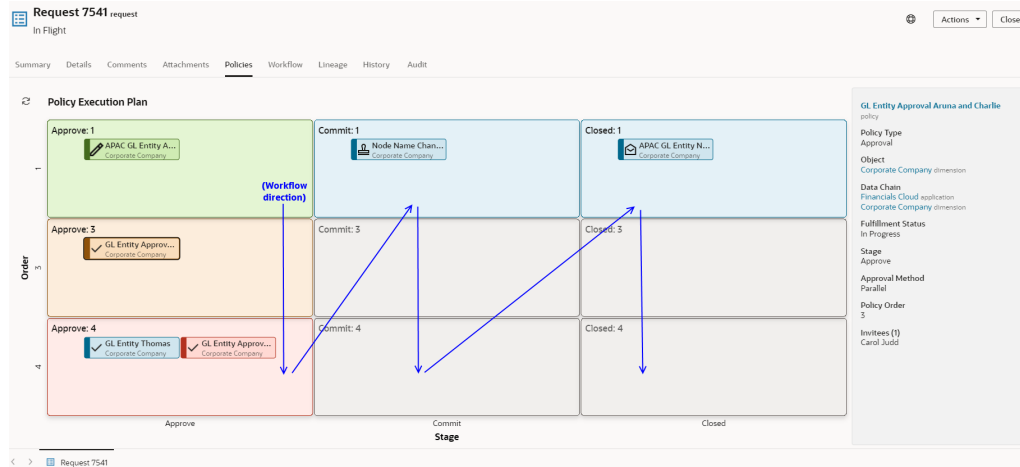 Request 7541 request
In Flight
Actions
Close
Summary Details Comments Attachments Policies Workflow Lineage History Audit
Policy Execution Plan
Approve: 1
APAC GL Entity A...
Corporate Company
(Workflow
direction)
Commit: 1
Node Name Chan...
Corporate Company
Closed: 1
APAC GL Entity N...
Corporate Company
1
Approve: 3
GL Entity Approv...
Corporate Company
Commit: 3
Closed: 3
Order
3
Approve: 4
GL Entity Thomas
Corporate Company
GL Entity Approv...
Corporate Company
Commit: 4
Closed: 4
4
Approve Commit Closed
Stage
GL Entity Approval Aruna and Charlie
policy
Policy Type
Approval
Object
Corporate Company dimension
Data Chain
Financials Cloud application
Corporate Company dimension
Fulfillment Status
In Progress
Stage
Approve
Approval Method
Parallel
Policy Order
3
Invitees (1)
Carol Judd
Request 7541